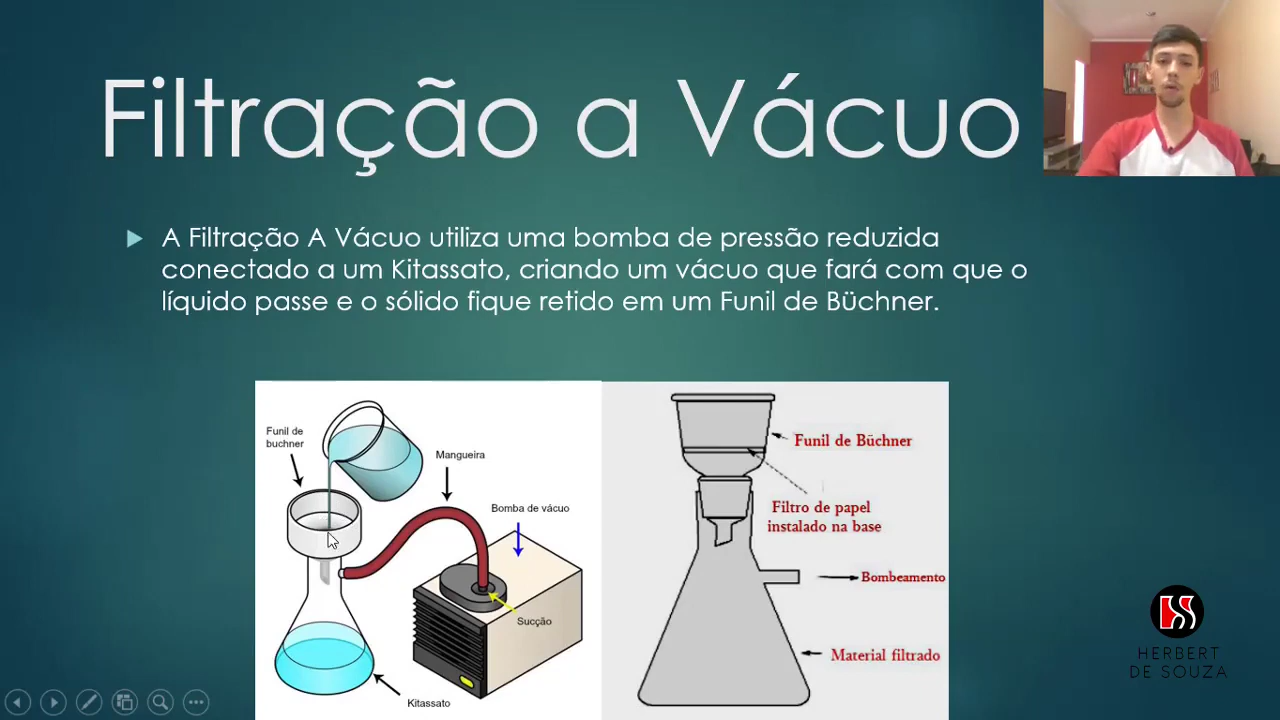 Filtração a Vácuo
A Filtração A Vácuo utiliza uma bomba de pressão reduzida
conectado a um Kitassato, criando um vácuo que fará com que o
líquido passe e o sólido fique retido em um Funil de Büchner.
Funil de
buchner
Mangueira
Bomba de vácuo
Sucção
Kitassato
Funil de Büchner
Filtro de papel
instalado na base
Bombeamento
Material filtrado
HERBERT
DE SOUZA